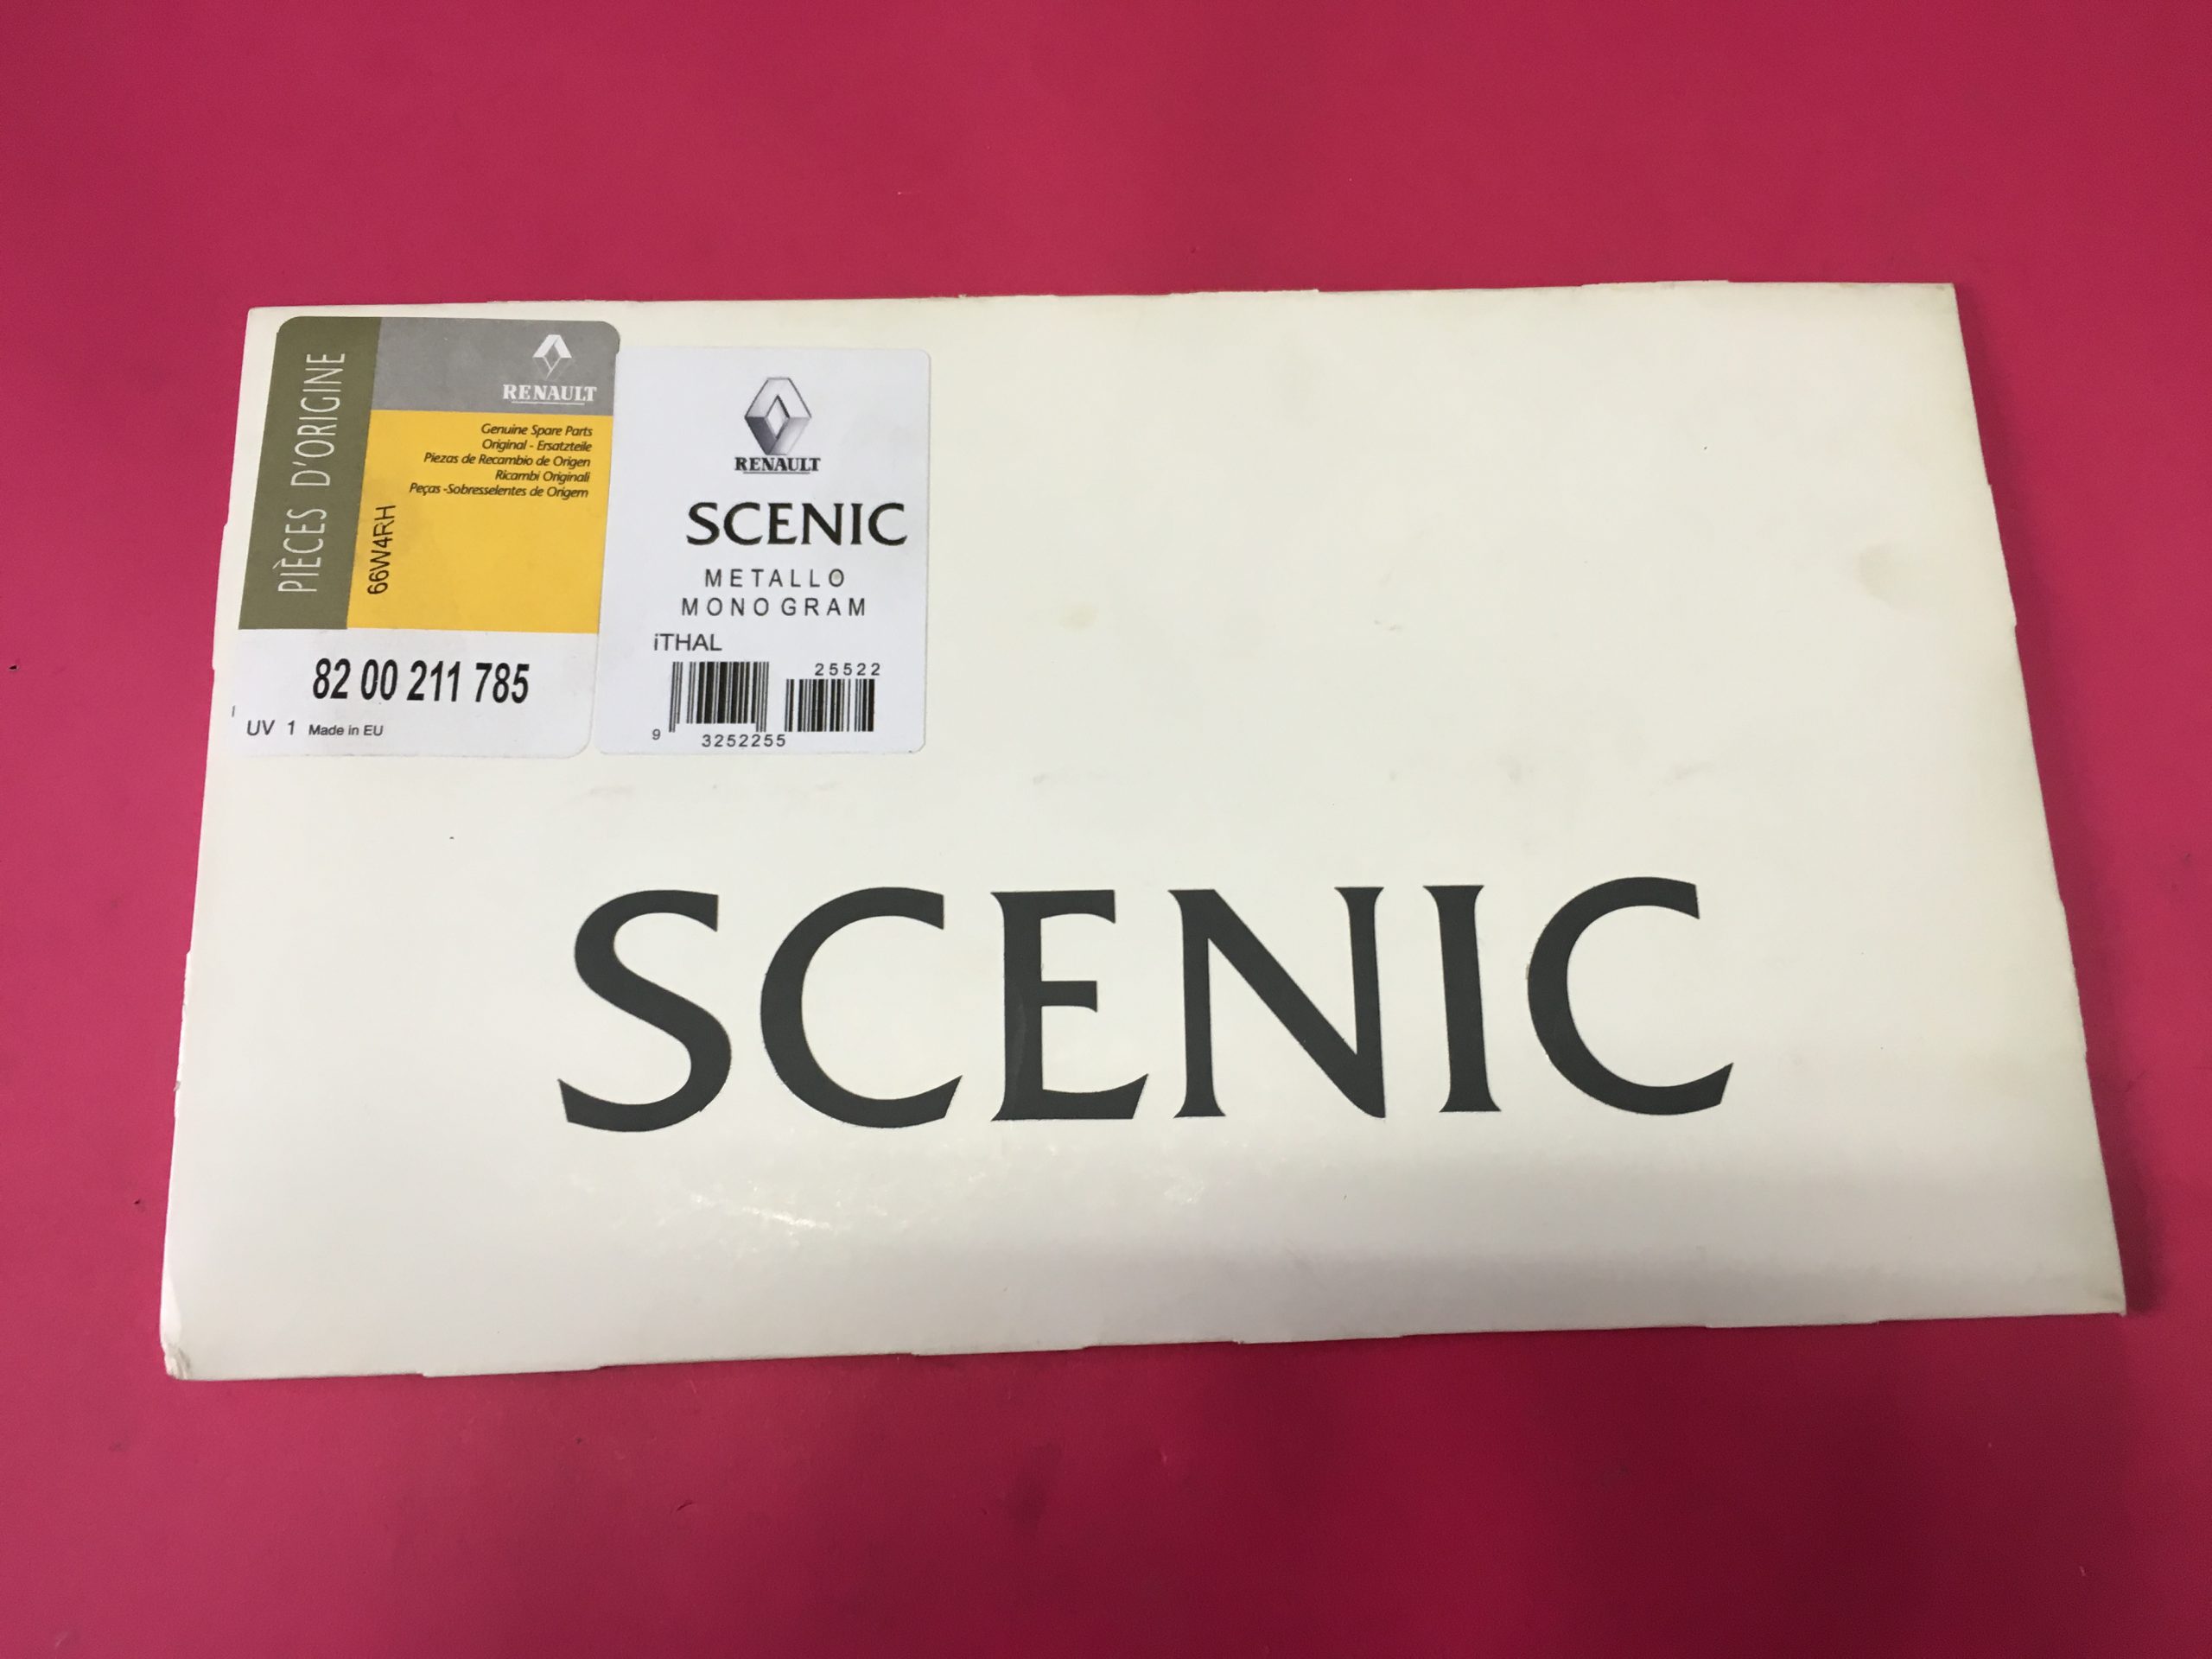 PIÈCES D'ORIGINE
RENAULT
Genuine Spare Parts
Original - Ersatzteile
Piezas de Recambio de Origen
Ricambi Originali
Peças -Sobresselentes de Origem
66W4RH
82 00 211 785
UV 1 Made in EU
RENAULT
SCENIC
METALLO
MONOGRAM
iTHAL
25522
9 3252255
SCENIC